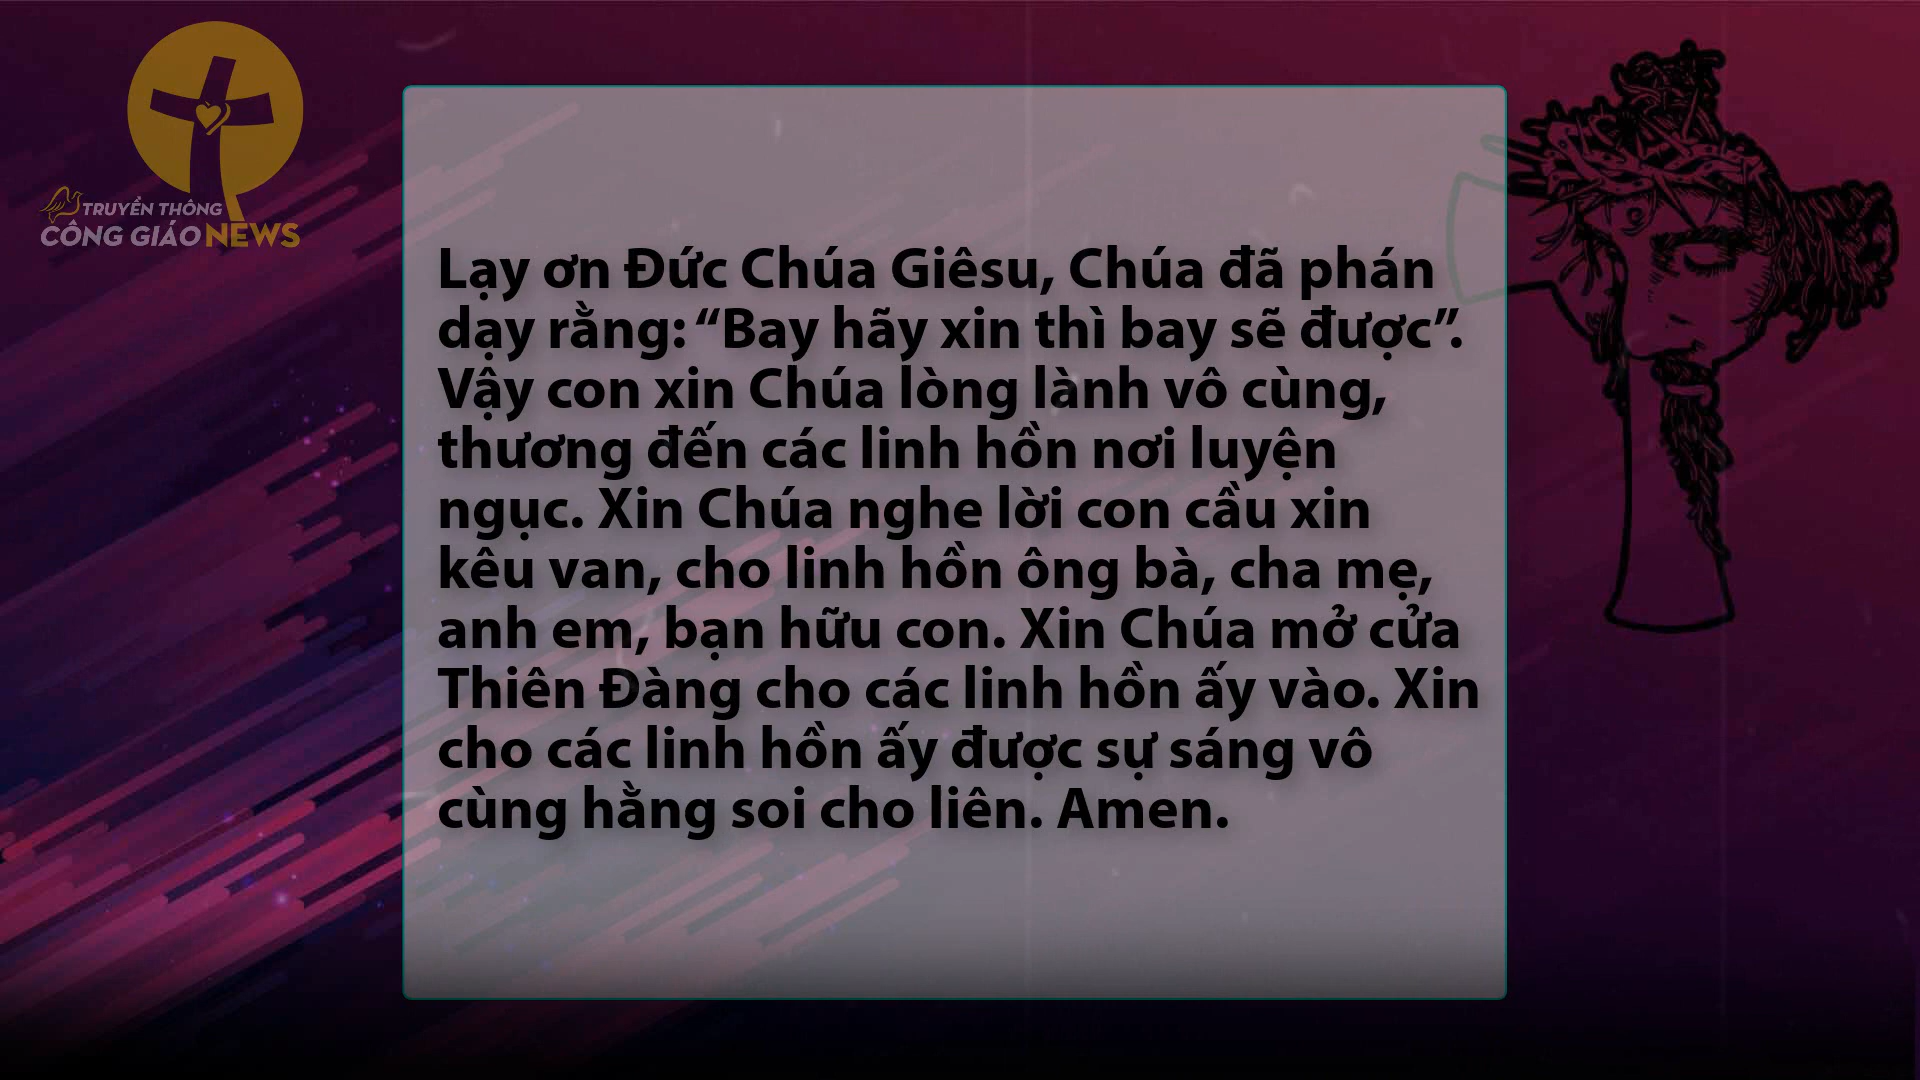 TRUYỀN THÔNG
CÔNG GIÁO NEWS
Lạy ơn Đức Chúa Giêsu, Chúa đã phán
dạy rằng: “Bay hãy xin thì bay sẽ được”.
Vậy con xin Chúa lòng lành vô cùng,
thương đến các linh hồn nơi luyện
ngục. Xin Chúa nghe lời con cầu xin
kêu van, cho linh hồn ông bà, cha mẹ,
anh em, bạn hữu con. Xin Chúa mở cửa
Thiên Đàng cho các linh hồn ấy vào. Xin
cho các linh hồn ấy được sự sáng vô
cùng hằng soi cho liên. Amen.